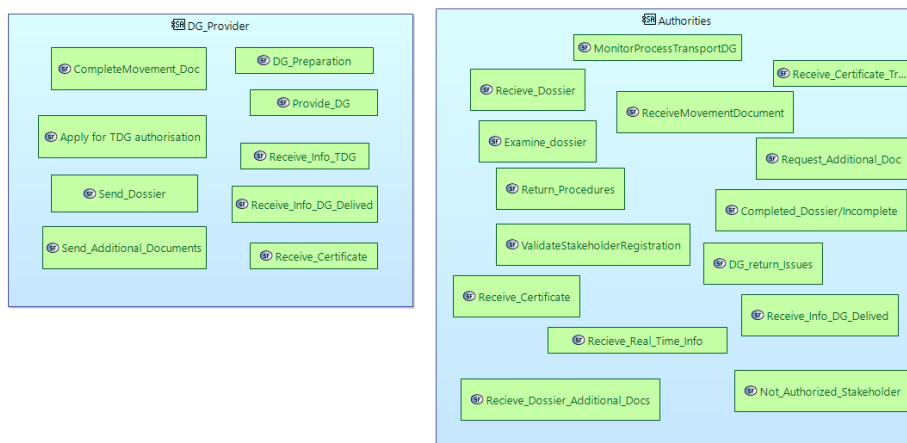 DG_Provider
CompleteMovement_Doc
DG_Preparation
Provide_DG
Apply for TDG authorisation
Receive_Info_TDG
Send_Dossier
Receive_Info_DG_Delived
Send_Additional_Documents
Receive_Certificate
Authorities
MonitorProcessTransportDG
Receive_Certificate_Tr...
Recieve_Dossier
ReceiveMovementDocument
Examine_dossier
Request_Additional_Doc
Return_Procedures
Completed_Dossier/Incomplete
ValidateStakeholderRegistration
DG_return_Issues
Receive_Certificate
Receive_Info_DG_Delived
Recieve_Real_Time_Info
Recieve_Dossier_Additional_Docs
Not_Authorized_Stakeholder